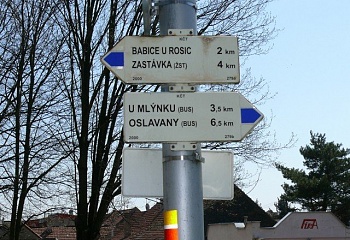 BABICE U ROSIC 2 km
ZASTÁVKA (ŽST) 4 km
U MLÝNKU (BUS) 3,5 km
OSLAVANY (BUS) 6,5 km